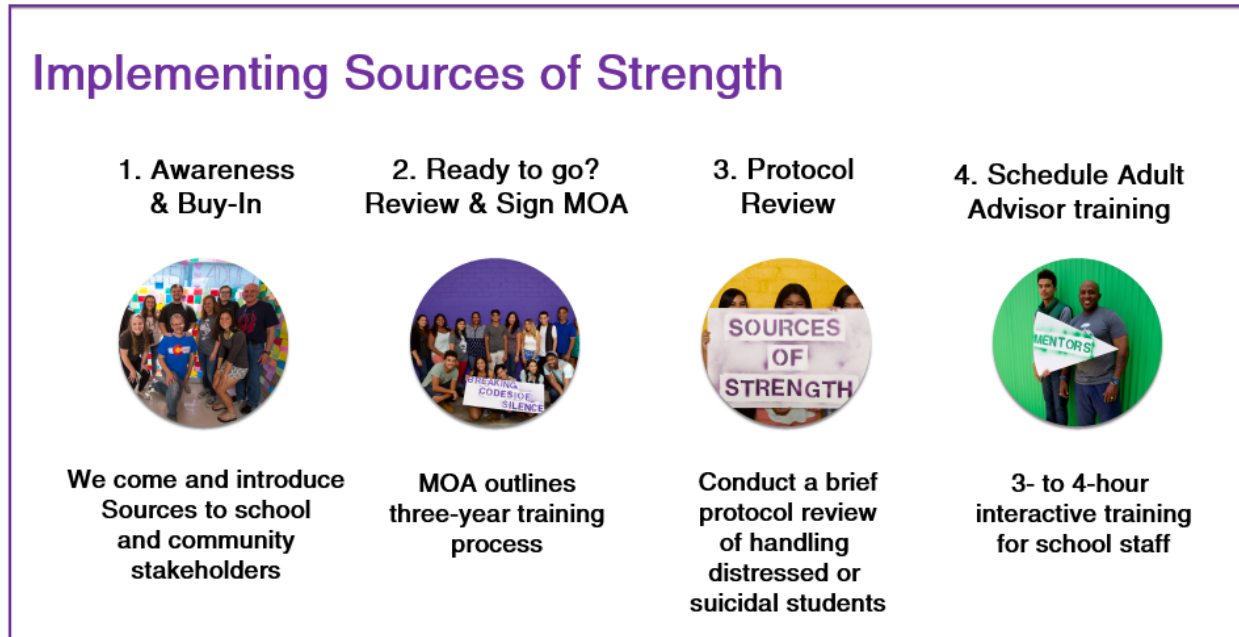 Implementing Sources of Strength
1. Awareness
& Buy-In
2. Ready to go?
Review & Sign MOA
3. Protocol
Review
4. Schedule Adult
Advisor training
BREAKING
CODES OF
SILENCE
SOURCES
OF
STRENGTH
MENTORS
We come and introduce
Sources to school
and community
stakeholders
MOA outlines
three-year training
process
Conduct a brief
protocol review
of handling
distressed or
suicidal students
3- to 4-hour
interactive training
for school staff